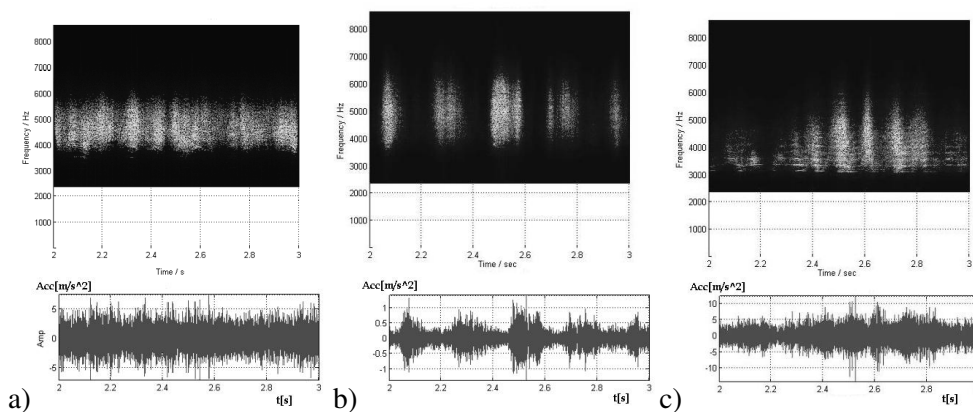 8000
7000
6000
5000
4000
3000
2000
1000
Frequency / Hz
2 2.2 2.4 2.6 2.8 3
Time / s
Acc[m/s^2]
5
0
-5
Amp
2 2.2 2.4 2.6 2.8 3
t[s]
a)
8000
7000
6000
5000
4000
3000
2000
1000
Frequency / Hz
2 2.2 2.4 2.6 2.8 3
Time / sec
Acc[m/s^2]
1
0.5
0
-0.5
-1
2 2.2 2.4 2.6 2.8 3
t[s]
b)
8000
7000
6000
5000
4000
3000
2000
1000
Frequency / Hz
2 2.2 2.4 2.6 2.8 3
Time / sec
Acc[m/s^2]
10
5
0
-5
-10
2 2.2 2.4 2.6 2.8
t[s]
c)